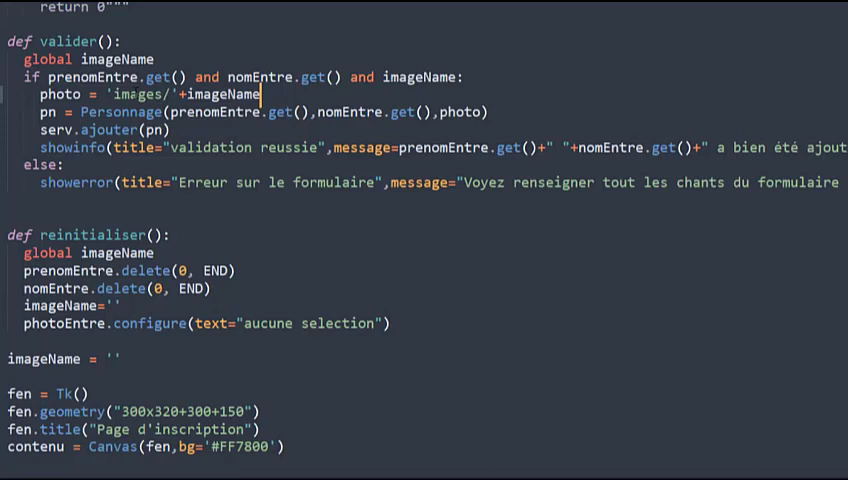 return 0"""
def valider():
global imageName
if prenomEntre.get() and nomEntre.get() and imageName:
photo = 'images/'+imageName
pn = Personnage(prenomEntre.get(),nomEntre.get(),photo)
serv.ajouter(pn)
showinfo(title="validation reussie",message=prenomEntre.get()+" "+nomEntre.get()+" a bien été ajout
else:
showerror(title="Erreur sur le formulaire",message="Voyez renseigner tout les chants du formulaire
def reinitialiser():
global imageName
prenomEntre.delete(0, END)
nomEntre.delete(0, END)
imageName=''
photoEntre.configure(text="aucune selection")
imageName = ''
fen = Tk()
fen.geometry("300x320+300+150")
fen.title("Page d'inscription")
contenu = Canvas(fen,bg='#FF7800')